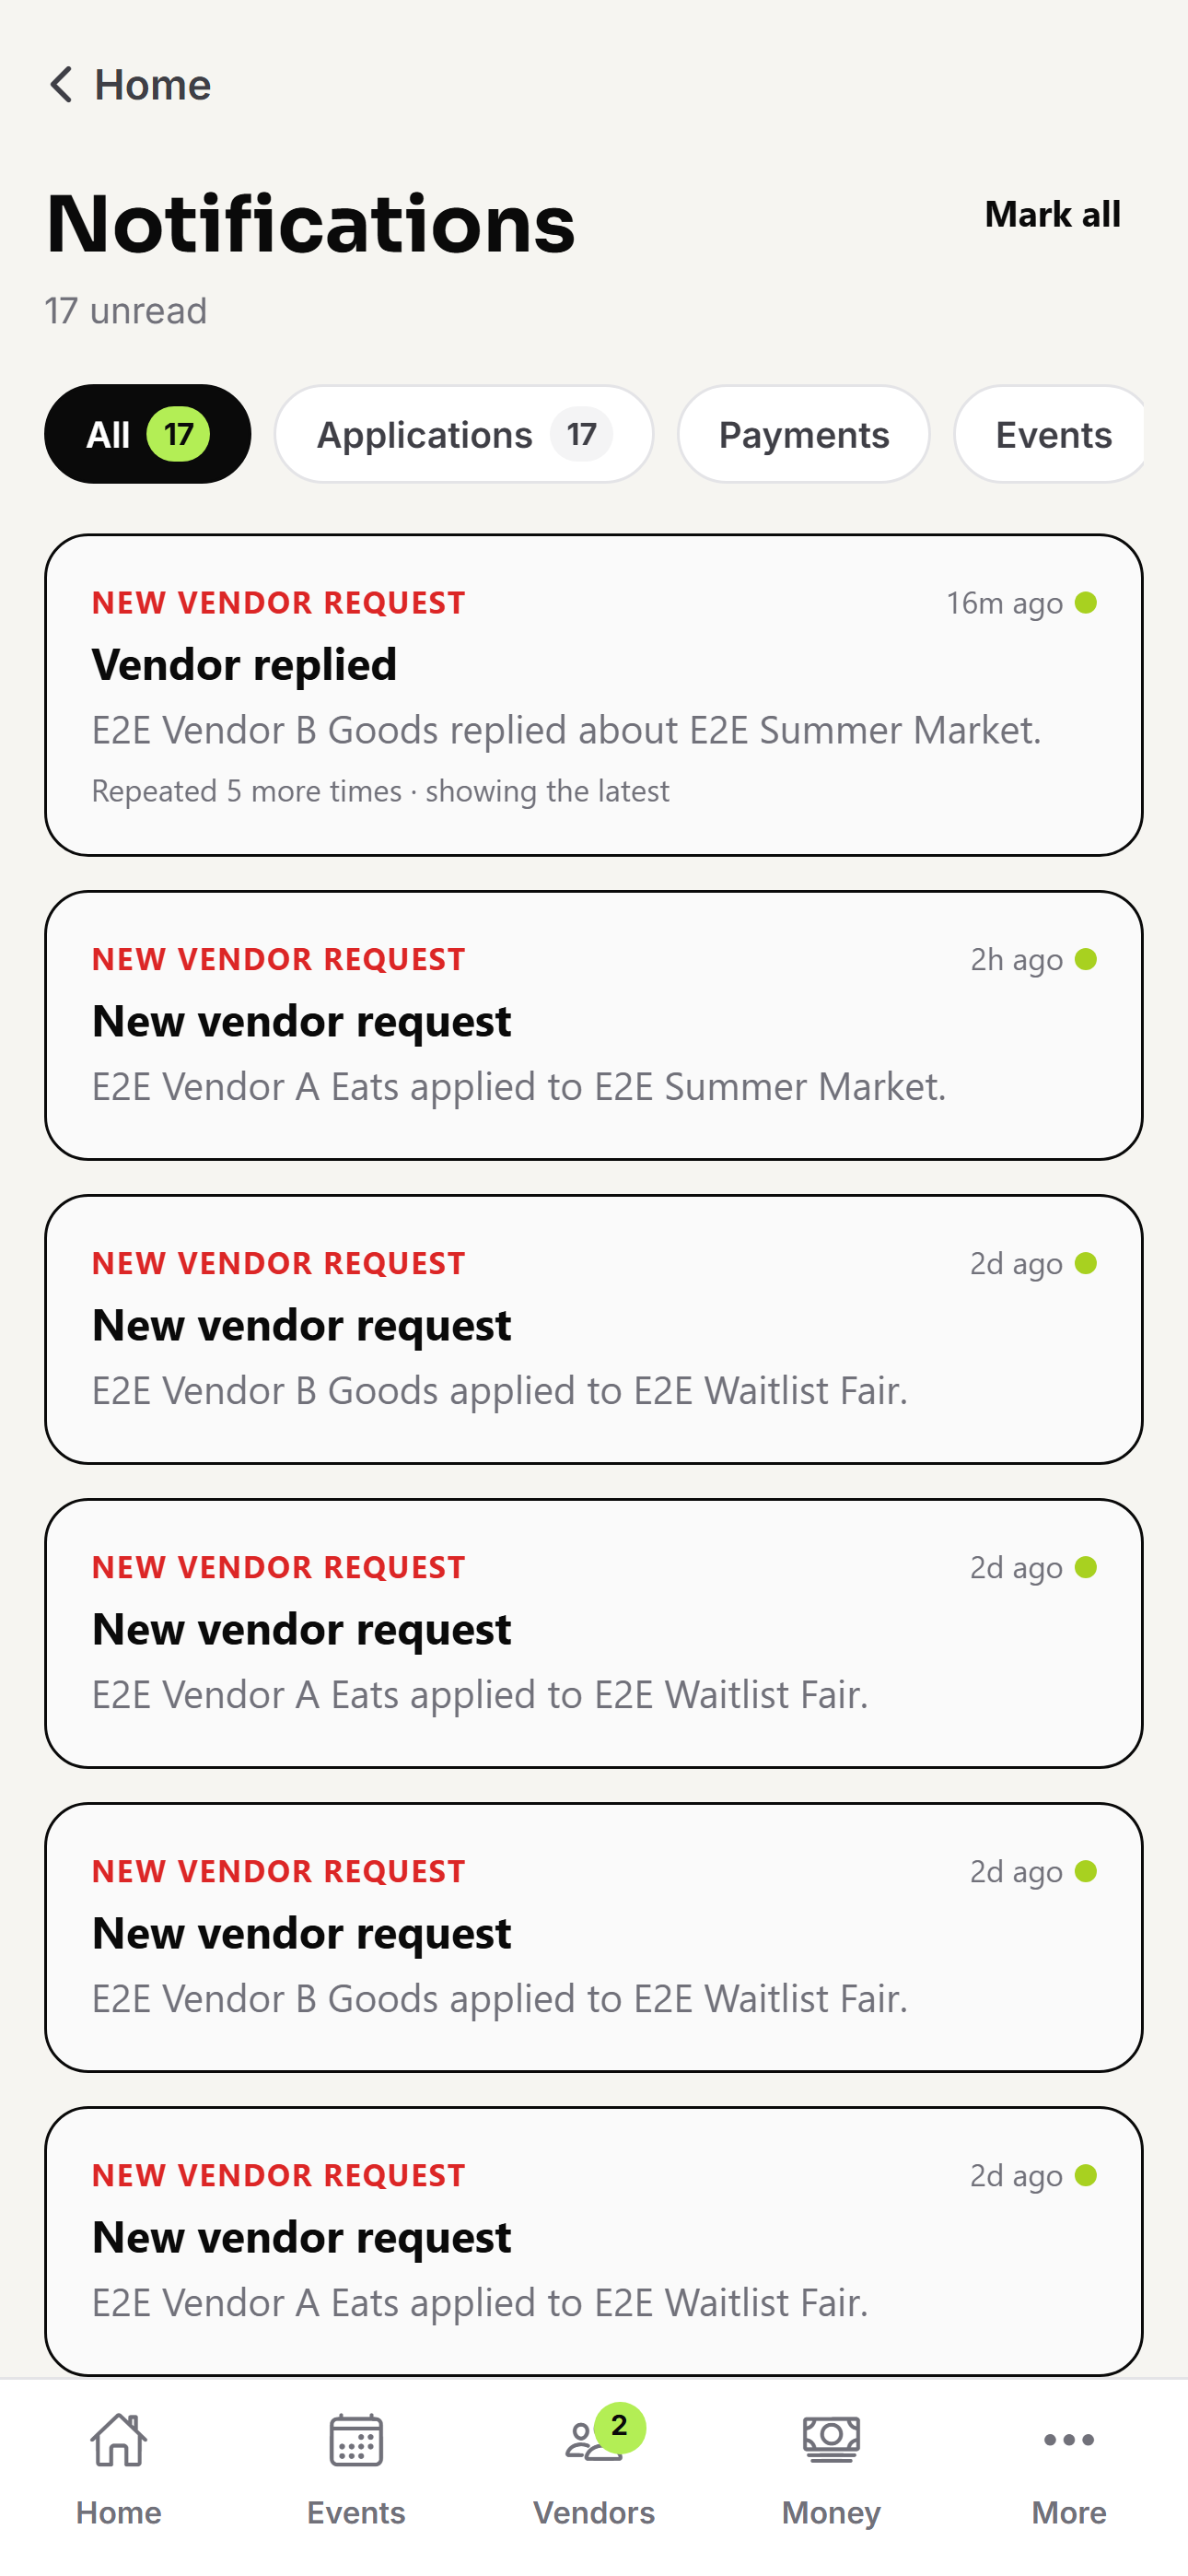 Home
Notifications
Mark all
17 unread
All 17
Applications 17
Payments
Events
NEW VENDOR REQUEST
16m ago
Vendor replied
E2E Vendor B Goods replied about E2E Summer Market.
Repeated 5 more times · showing the latest
NEW VENDOR REQUEST
2h ago
New vendor request
E2E Vendor A Eats applied to E2E Summer Market.
NEW VENDOR REQUEST
2d ago
New vendor request
E2E Vendor B Goods applied to E2E Waitlist Fair.
NEW VENDOR REQUEST
2d ago
New vendor request
E2E Vendor A Eats applied to E2E Waitlist Fair.
NEW VENDOR REQUEST
2d ago
New vendor request
E2E Vendor B Goods applied to E2E Waitlist Fair.
NEW VENDOR REQUEST
2d ago
New vendor request
E2E Vendor A Eats applied to E2E Waitlist Fair.
2
Home
Events
Vendors
Money
More